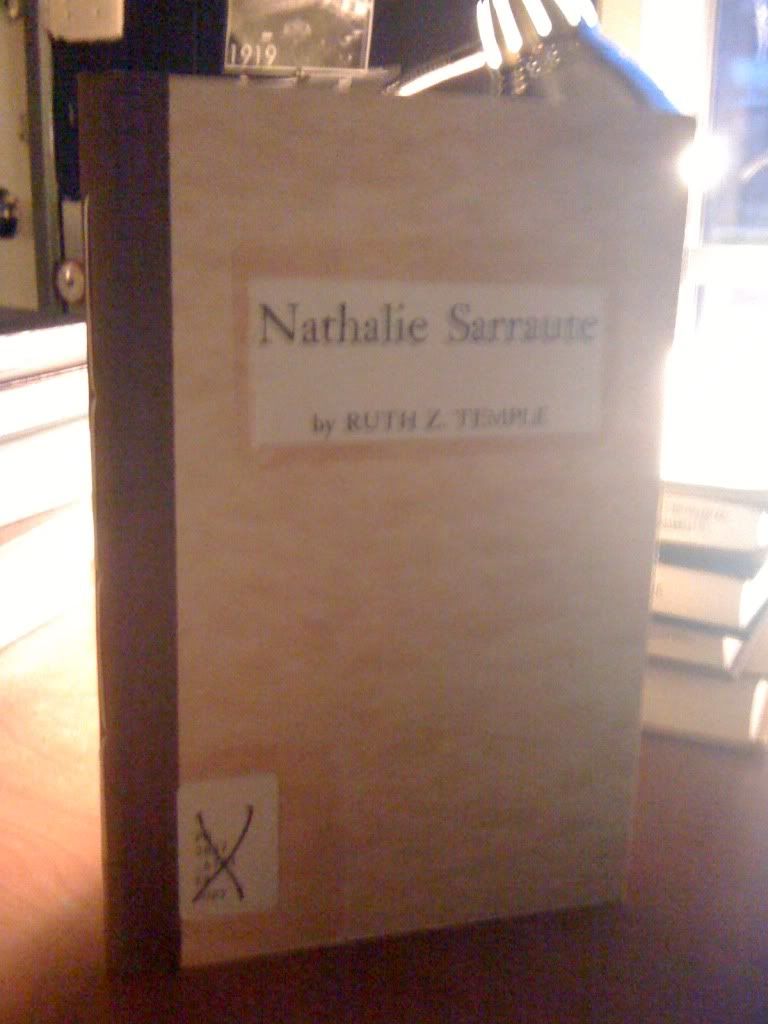 1919
Nathalie Sarraute
by RUTH Z. TEMPLE